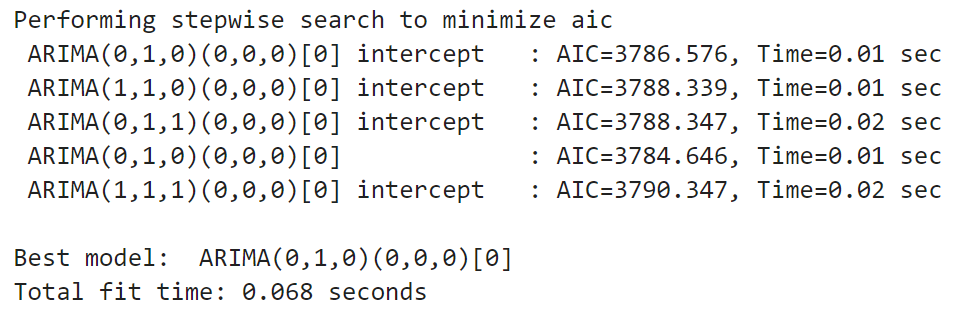 Performing stepwise search to minimize aic
ARIMA(0,1,0)(0,0,0)[0] intercept   : AIC=3786.576, Time=0.01 sec
ARIMA(1,1,0)(0,0,0)[0] intercept   : AIC=3788.339, Time=0.01 sec
ARIMA(0,1,1)(0,0,0)[0] intercept   : AIC=3788.347, Time=0.02 sec
ARIMA(0,1,0)(0,0,0)[0]             : AIC=3784.646, Time=0.01 sec
ARIMA(1,1,1)(0,0,0)[0] intercept   : AIC=3790.347, Time=0.02 sec
Best model:  ARIMA(0,1,0)(0,0,0)[0]
Total fit time: 0.068 seconds